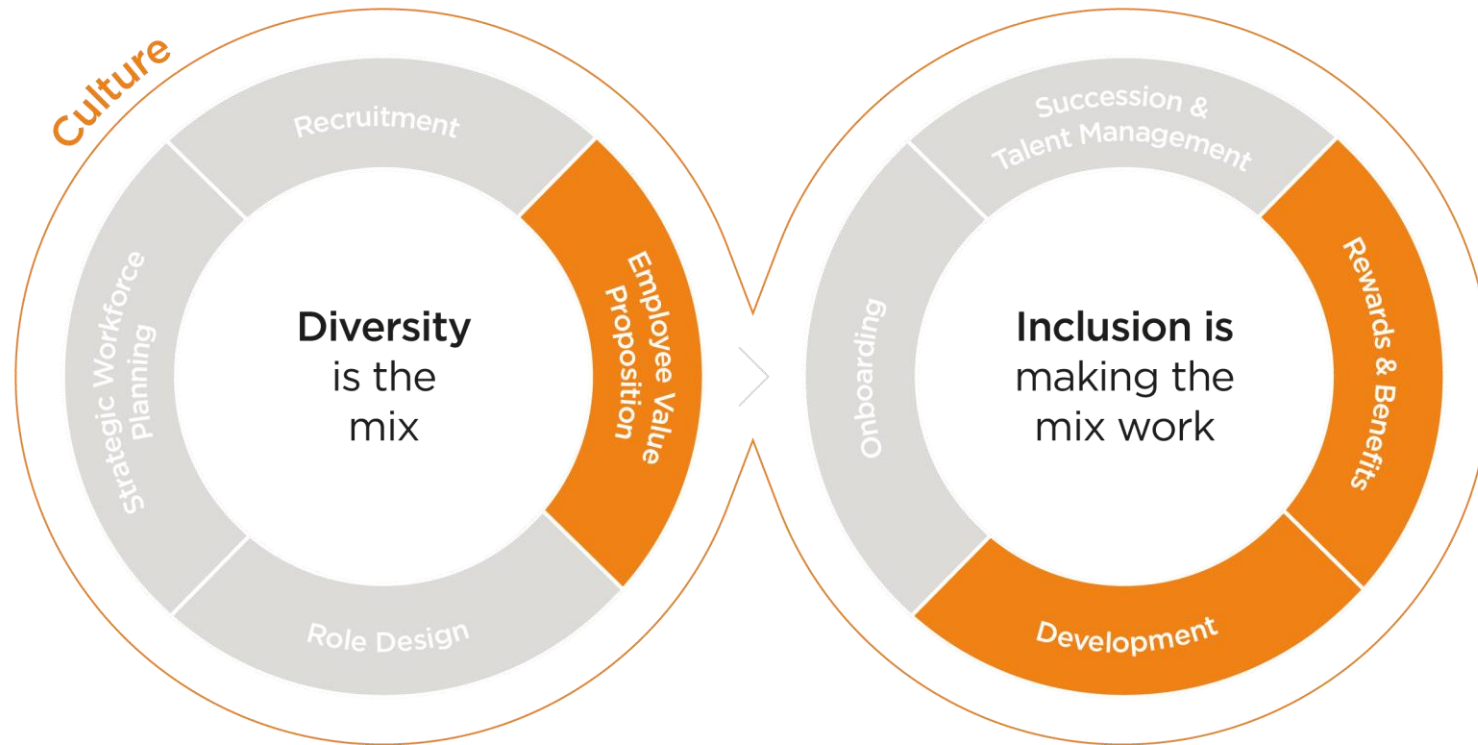 Culture
Recruitment
Strategic Workforce
Planning
Employee Value
Proposition
Role Design
Diversity
is the
mix
Succession &
Talent Management
Onboarding
Rewards & Benefits
Development
Inclusion is
making the
mix work